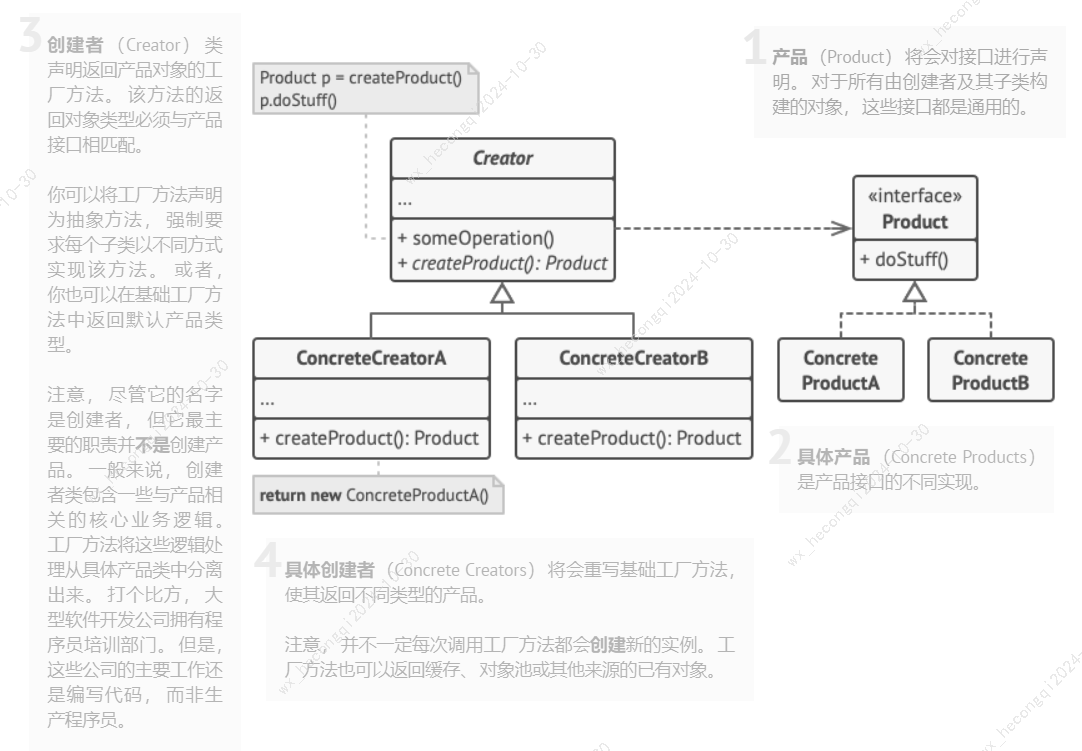 3
创建者 （Creator） 类
声明返回产品对象的工
厂方法。 该方法的返
回对象类型必须与产品
接口相匹配。
你可以将工厂方法声明
为抽象方法， 强制要
求每个子类以不同方式
实现该方法。 或者，
你也可以在基础工厂方
法中返回默认产品类
型。
注意， 尽管它的名字
是创建者， 但它最主
要的职责并不是创建产
品。 一般来说， 创建
者类包含一些与产品相
关的核心业务逻辑。
工厂方法将这些逻辑处
理从具体产品类中分离
出来。 打个比方， 大
型软件开发公司拥有程
序员培训部门。 但是，
这些公司的主要工作还
是编写代码， 而非生
产程序员。
Product p = createProduct()
p.doStuff()
Creator
...
+ someOperation()
+ createProduct(): Product
ConcreteCreatorA
...
+ createProduct(): Product
ConcreteCreatorB
...
+ createProduct(): Product
return new ConcreteProductA()
1
产品 （Product） 将会对接口进行声
明。 对于所有由创建者及其子类构
建的对象， 这些接口都是通用的。
«interface»
Product
+ doStuff()
Concrete
ProductA
Concrete
ProductB
2
具体产品 （Concrete Products）
是产品接口的不同实现。
4
具体创建者 （Concrete Creators） 将会重写基础工厂方法，
使其返回不同类型的产品。
注意， 并不一定每次调用工厂方法都会创建新的实例。 工
厂方法也可以返回缓存、 对象池或其他来源的已有对象。
wx_hecongqi2024-10-30
wx_hecongqi2024-10-30
wx_hecongqi2024-10-30
wx_hecongqi2024-10-30